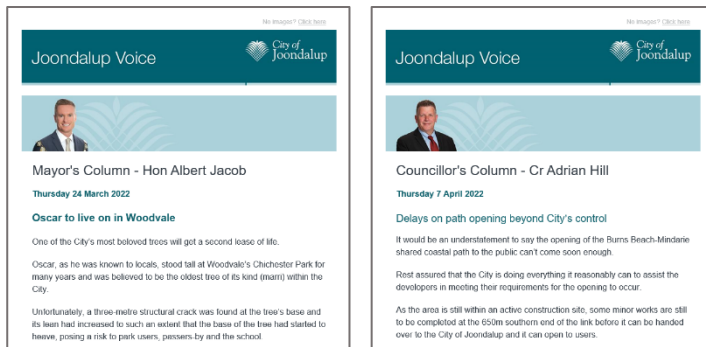 No images? Click here
Joondalup Voice
City of
Joondalup
Mayor's Column - Hon Albert Jacob
Thursday 24 March 2022
Oscar to live on in Woodvale
One of the City's most beloved trees will get a second lease of life.
Oscar, as he was known to locals, stood tall at Woodvale's Chichester Park for
many years and was believed to be the oldest tree of its kind (marri) within the
City.
Unfortunately, a three-metre structural crack was found at the tree's base and
its lean had increased to such an extent that the base of the tree had started to
heave, posing a risk to park users, passers-by and the school.
No images? Click here
Joondalup Voice
City of
Joondalup
Councillor's Column - Cr Adrian Hill
Thursday 7 April 2022
Delays on path opening beyond City's control
It would be an understatement to say the opening of the Burns Beach-Mindarie
shared coastal path to the public can't come soon enough.
Rest assured that the City is doing everything it reasonably can to assist the
developers in meeting their requirements for the opening to occur.
As the area is still within an active construction site, some minor works are still
to be completed at the 650m southern end of the link before it can be handed
over to the City of Joondalup and it can open to users.